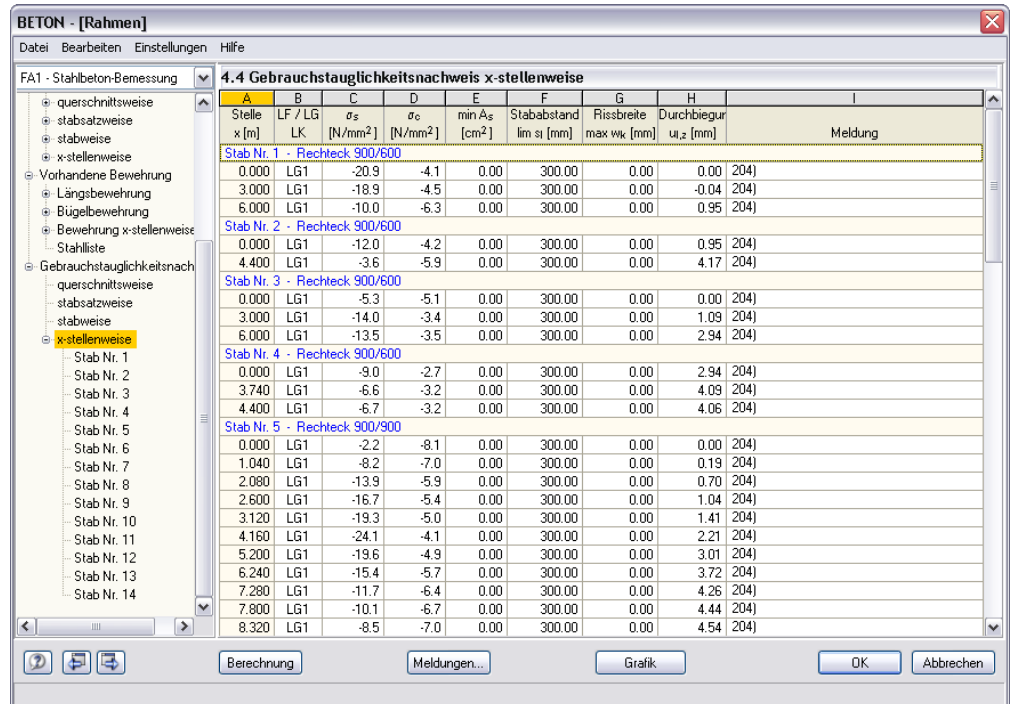 BETON - [Rahmen]
Datei Bearbeiten Einstellungen Hilfe
FA1 - Stahlbeton-Bemessung
querschnittsweise
stabsatzweise
stabweise
x-stellenweise
Vorhandene Bewehrung
Längsbewehrung
Bügelbewehrung
Bewehrung x-stellenweise
Stahlliste
Gebrauchstauglichkeitsnach
querschnittsweise
stabsatzweise
stabweise
x-stellenweise
Stab Nr. 1
Stab Nr. 2
Stab Nr. 3
Stab Nr. 4
Stab Nr. 5
Stab Nr. 6
Stab Nr. 7
Stab Nr. 8
Stab Nr. 9
Stab Nr. 10
Stab Nr. 11
Stab Nr. 12
Stab Nr. 13
Stab Nr. 14
4.4 Gebrauchstauglichkeitsnachweis x-stellenweise
A B C D E F G H I
Stelle LF / LG σs σc min As Stababstand Rissbreite Durchbiegur
x [m] LK [N/mm²] [N/mm²] [cm²] lim sl [mm] max wk [mm] ul,z [mm] Meldung
Stab Nr. 1 - Rechteck 900/600
0.000 LG1 -20.9 -4.1 0.00 300.00 0.00 0.00 204)
3.000 LG1 -18.9 -4.5 0.00 300.00 0.00 -0.04 204)
6.000 LG1 -10.0 -6.3 0.00 300.00 0.00 0.95 204)
Stab Nr. 2 - Rechteck 900/600
0.000 LG1 -12.0 -4.2 0.00 300.00 0.00 0.95 204)
4.400 LG1 -3.6 -5.9 0.00 300.00 0.00 4.17 204)
Stab Nr. 3 - Rechteck 900/600
0.000 LG1 -5.3 -5.1 0.00 300.00 0.00 0.00 204)
3.000 LG1 -14.0 -3.4 0.00 300.00 0.00 1.09 204)
6.000 LG1 -13.5 -3.5 0.00 300.00 0.00 2.94 204)
Stab Nr. 4 - Rechteck 900/600
0.000 LG1 -9.0 -2.7 0.00 300.00 0.00 2.94 204)
3.740 LG1 -6.6 -3.2 0.00 300.00 0.00 4.09 204)
4.400 LG1 -6.7 -3.2 0.00 300.00 0.00 4.06 204)
Stab Nr. 5 - Rechteck 900/900
0.000 LG1 -2.2 -8.1 0.00 300.00 0.00 0.00 204)
1.040 LG1 -8.2 -7.0 0.00 300.00 0.00 0.19 204)
2.080 LG1 -13.9 -5.9 0.00 300.00 0.00 0.70 204)
2.600 LG1 -16.7 -5.4 0.00 300.00 0.00 1.04 204)
3.120 LG1 -19.3 -5.0 0.00 300.00 0.00 1.41 204)
4.160 LG1 -24.1 -4.1 0.00 300.00 0.00 2.21 204)
5.200 LG1 -19.6 -4.9 0.00 300.00 0.00 3.01 204)
6.240 LG1 -15.4 -5.7 0.00 300.00 0.00 3.72 204)
7.280 LG1 -11.7 -6.4 0.00 300.00 0.00 4.26 204)
7.800 LG1 -10.1 -6.7 0.00 300.00 0.00 4.44 204)
8.320 LG1 -8.5 -7.0 0.00 300.00 0.00 4.54 204)
Berechnung Meldungen... Grafik OK Abbrechen